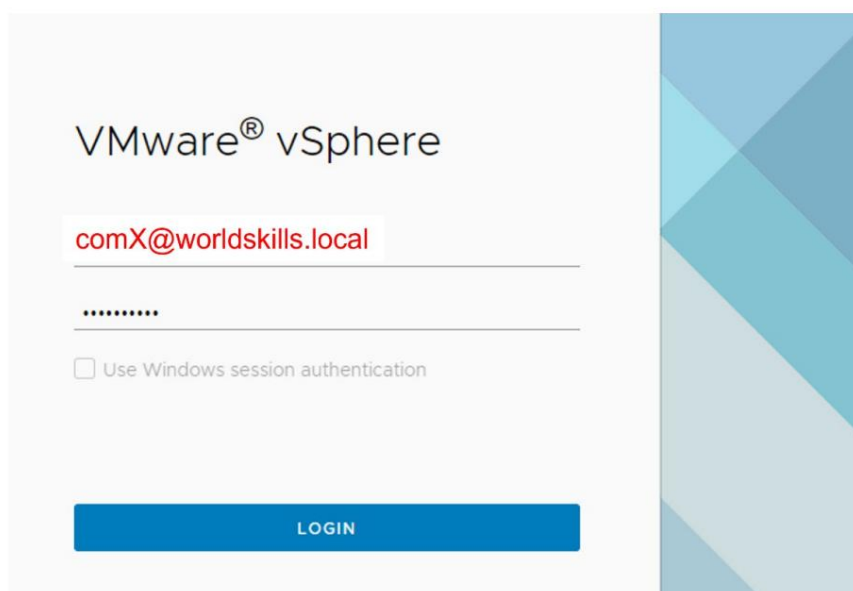 VMware® vSphere
comX@worldskills.local
••••••••••
Use Windows session authentication
LOGIN